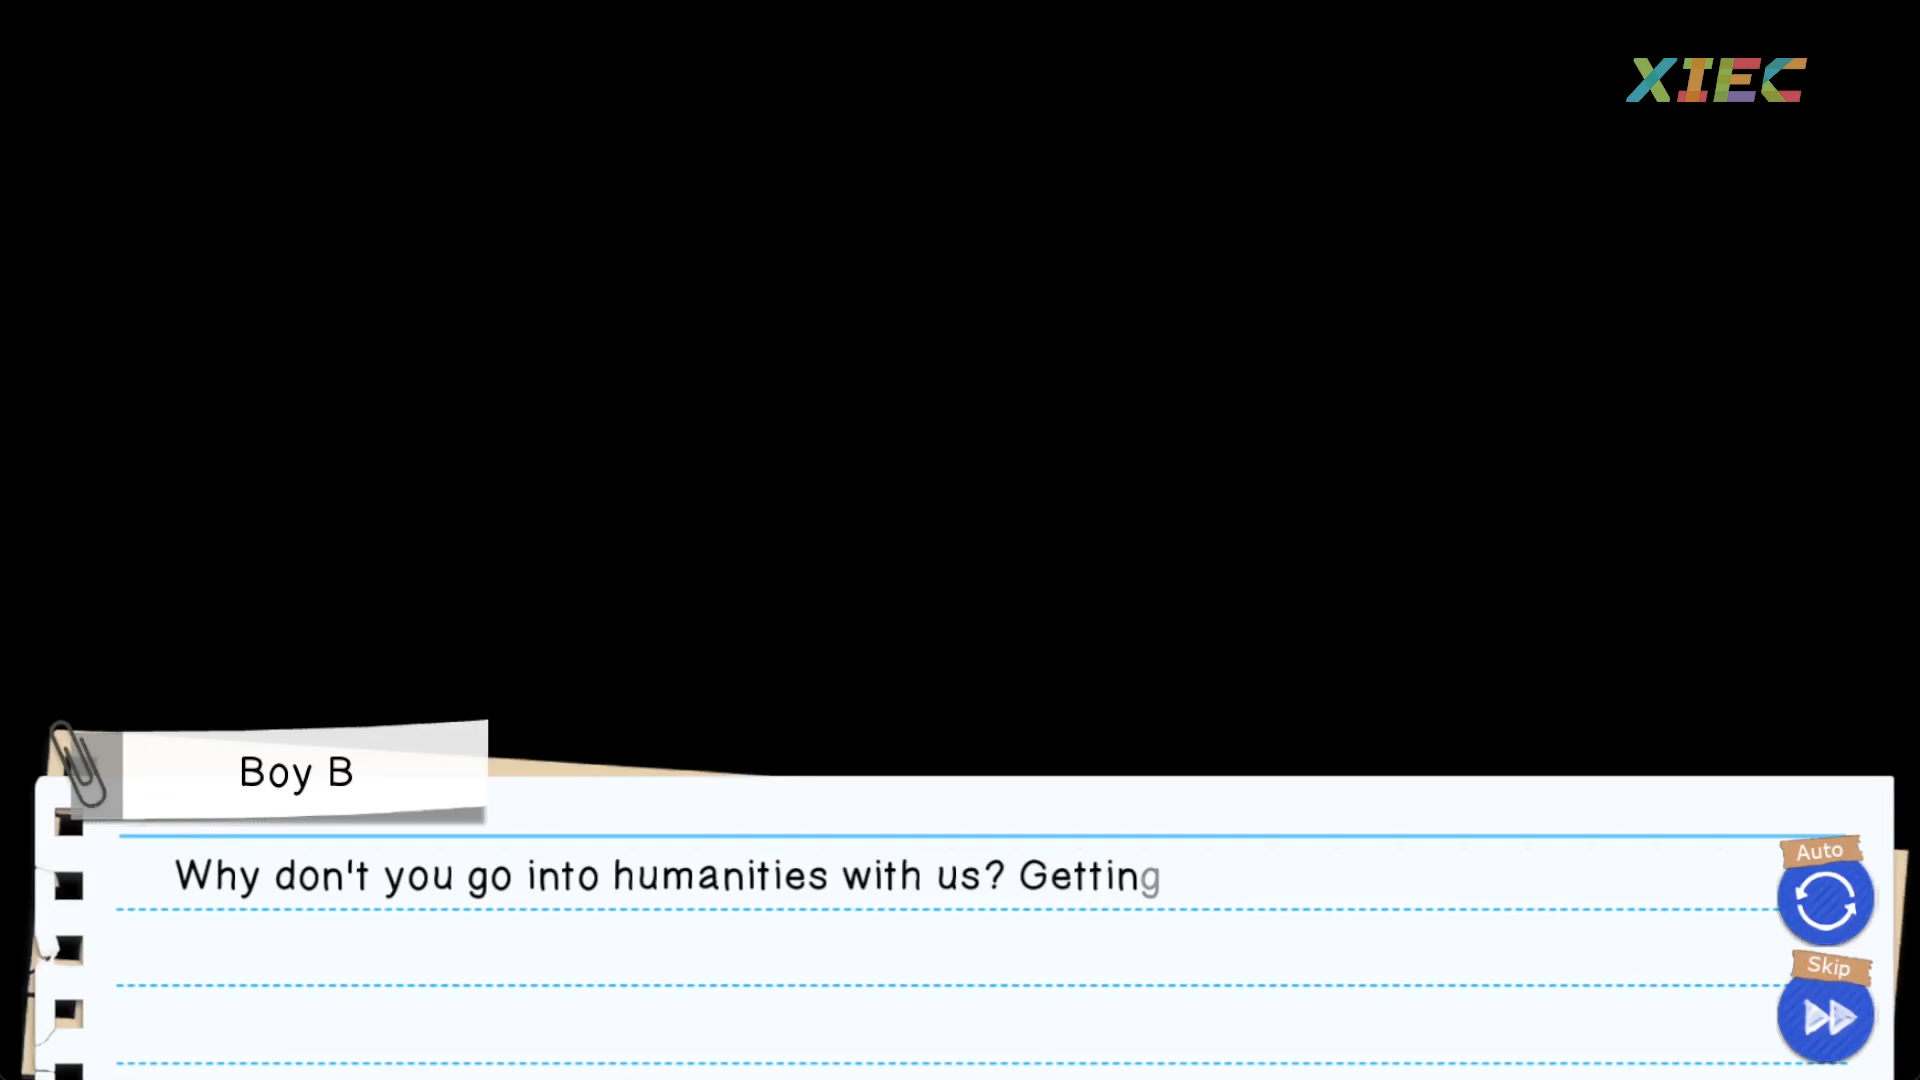 XIEC
Boy B
Why don't you go into humanities with us? Getting
Auto
Skip